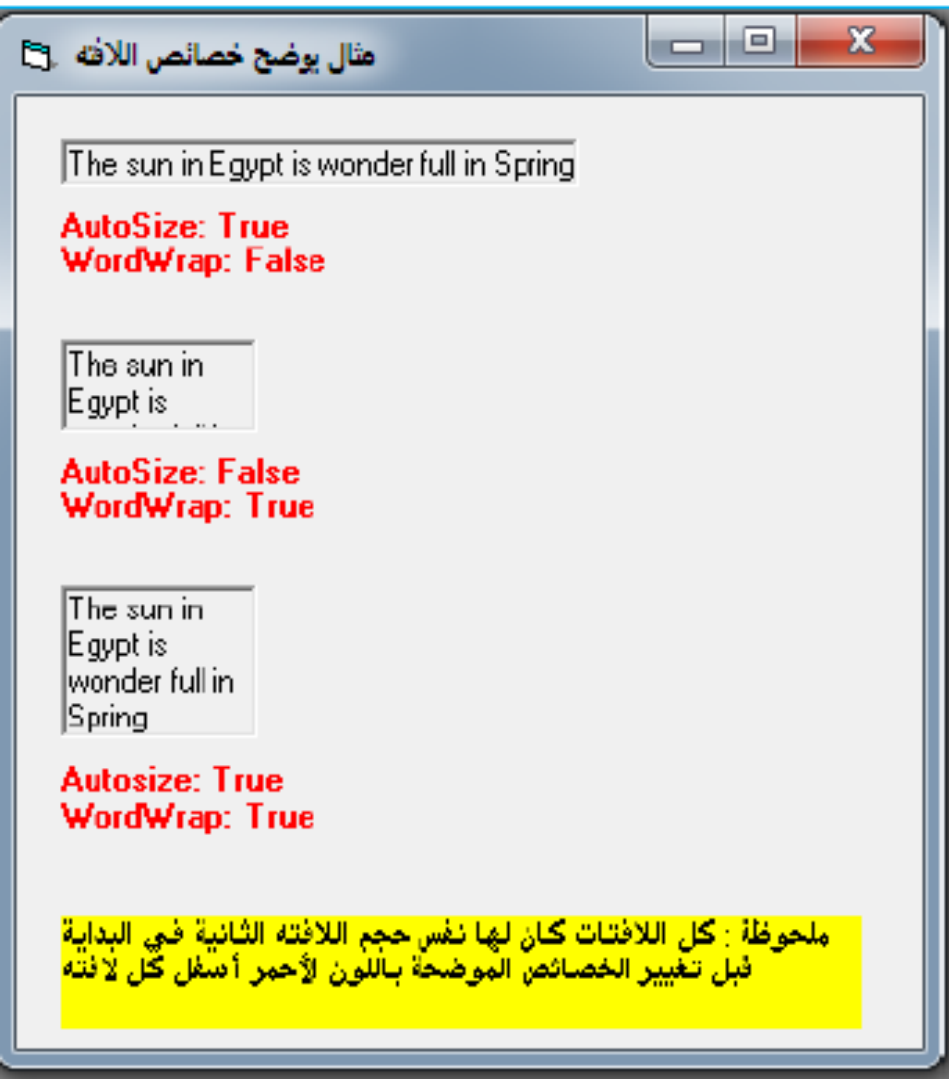 مثال يوضح خصائص اللافته
The sun in Egypt is wonder full in Spring
AutoSize: True
WordWrap: False
The sun in
Egypt is
AutoSize: False
WordWrap: True
The sun in
Egypt is
wonder full in
Spring
Autosize: True
WordWrap: True
ملحوظة : كل اللافتات كان لها نفس حجم اللافته الثانية في البداية
قبل تغيير الخصائص الموضحة باللون لأحمر أسفل كل لافته